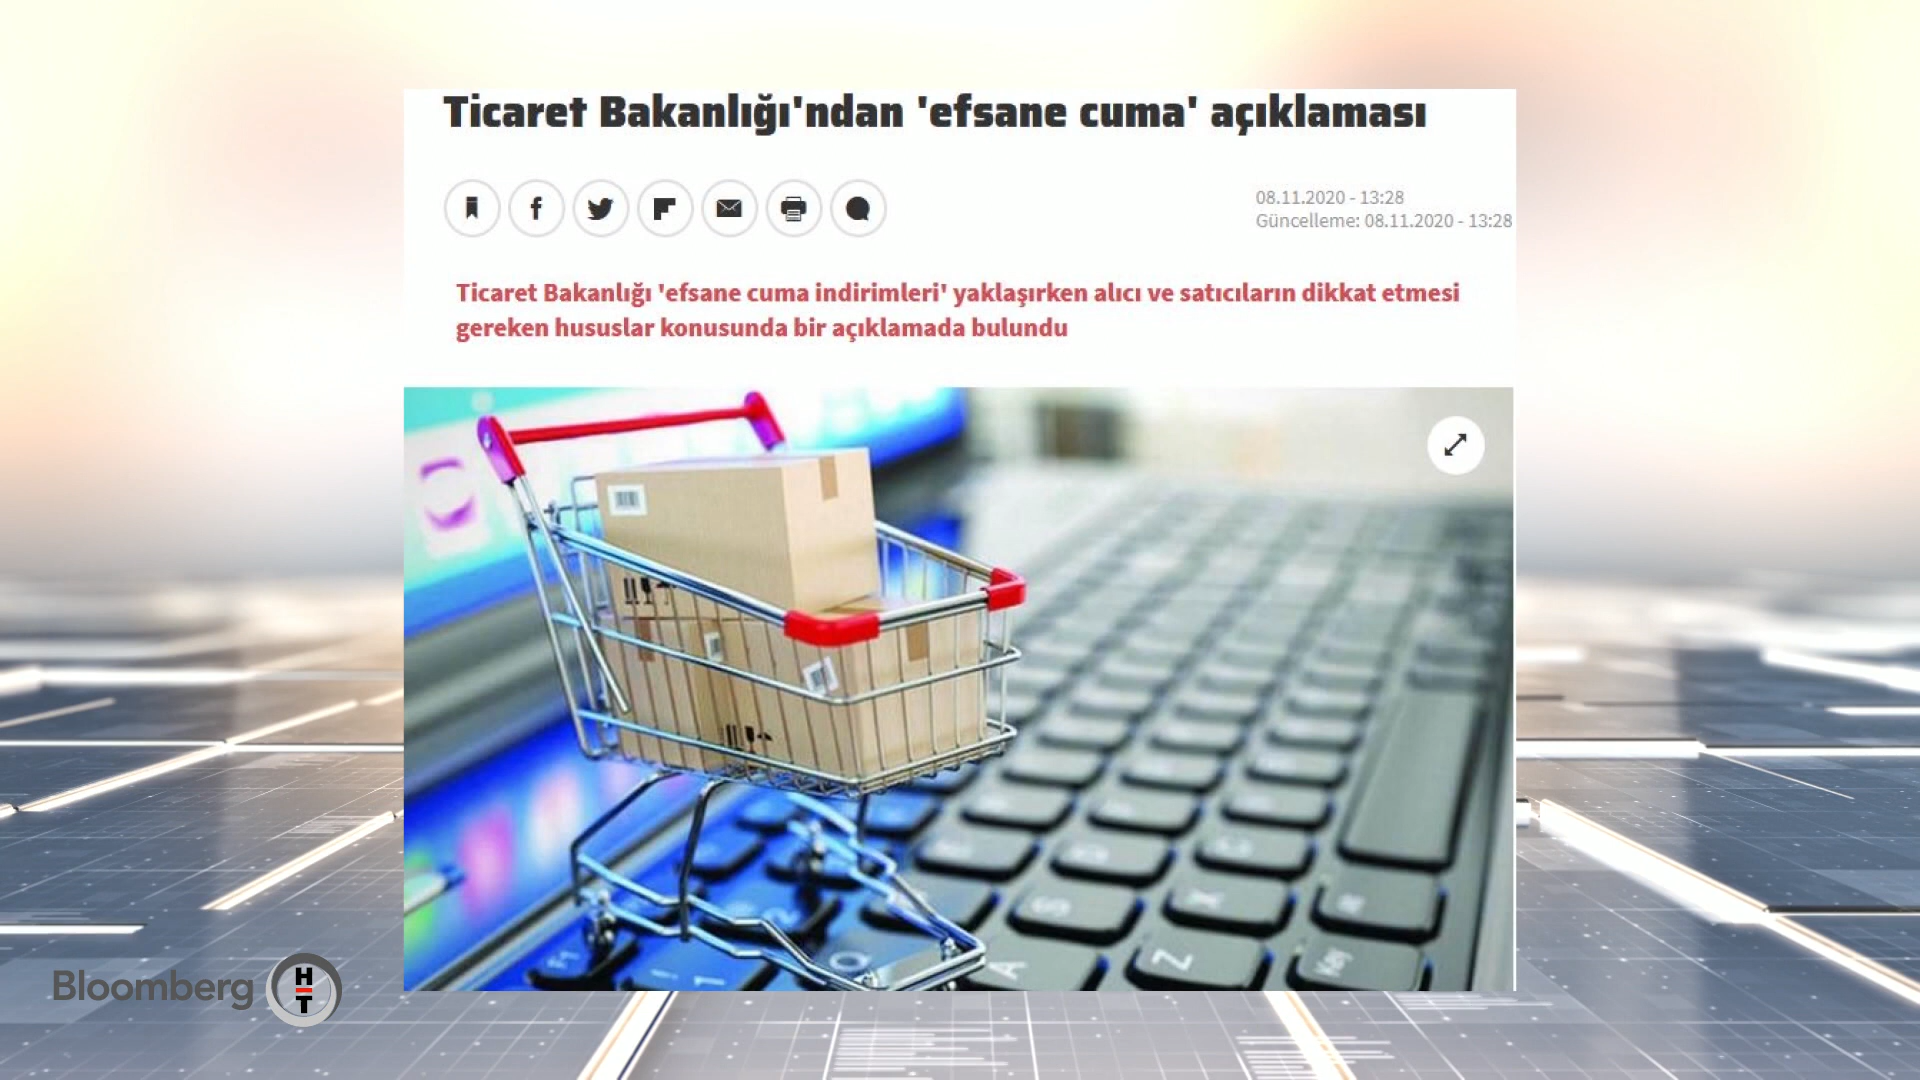 Ticaret Bakanlığı'ndan 'efsane cuma' açıklaması
08.11.2020 - 13:28
Güncelleme: 08.11.2020 - 13:28
Ticaret Bakanlığı 'efsane cuma indirimleri' yaklaşırken alıcı ve satıcıların dikkat etmesi
gereken hususlar konusunda bir açıklamada bulundu
Bloomberg HT